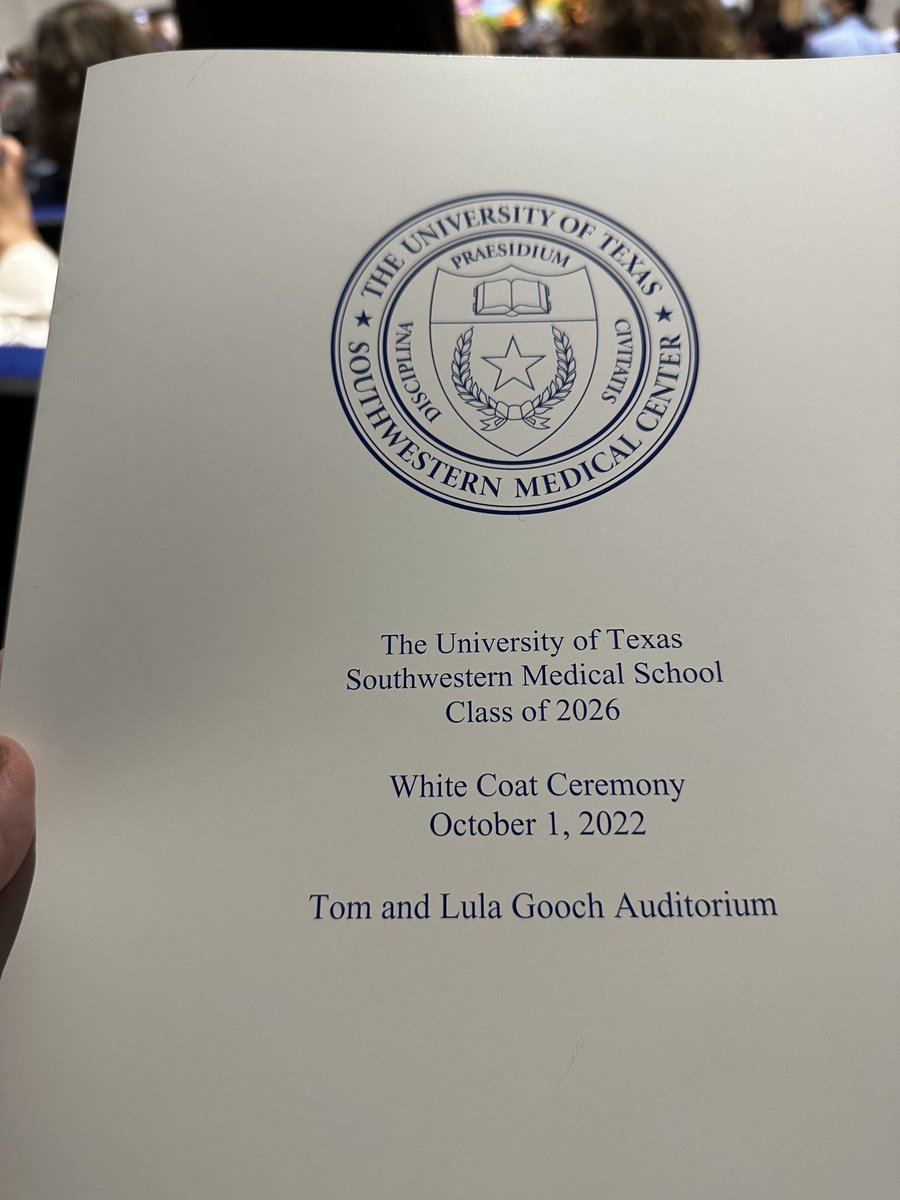 THE UNIVERSITY OF TEXAS
SOUTHWESTERN MEDICAL CENTER
DISCIPLINA
PRAESIDIUM
CIVITATIS
The University of Texas
Southwestern Medical School
Class of 2026
White Coat Ceremony
October 1, 2022
Tom and Lula Gooch Auditorium